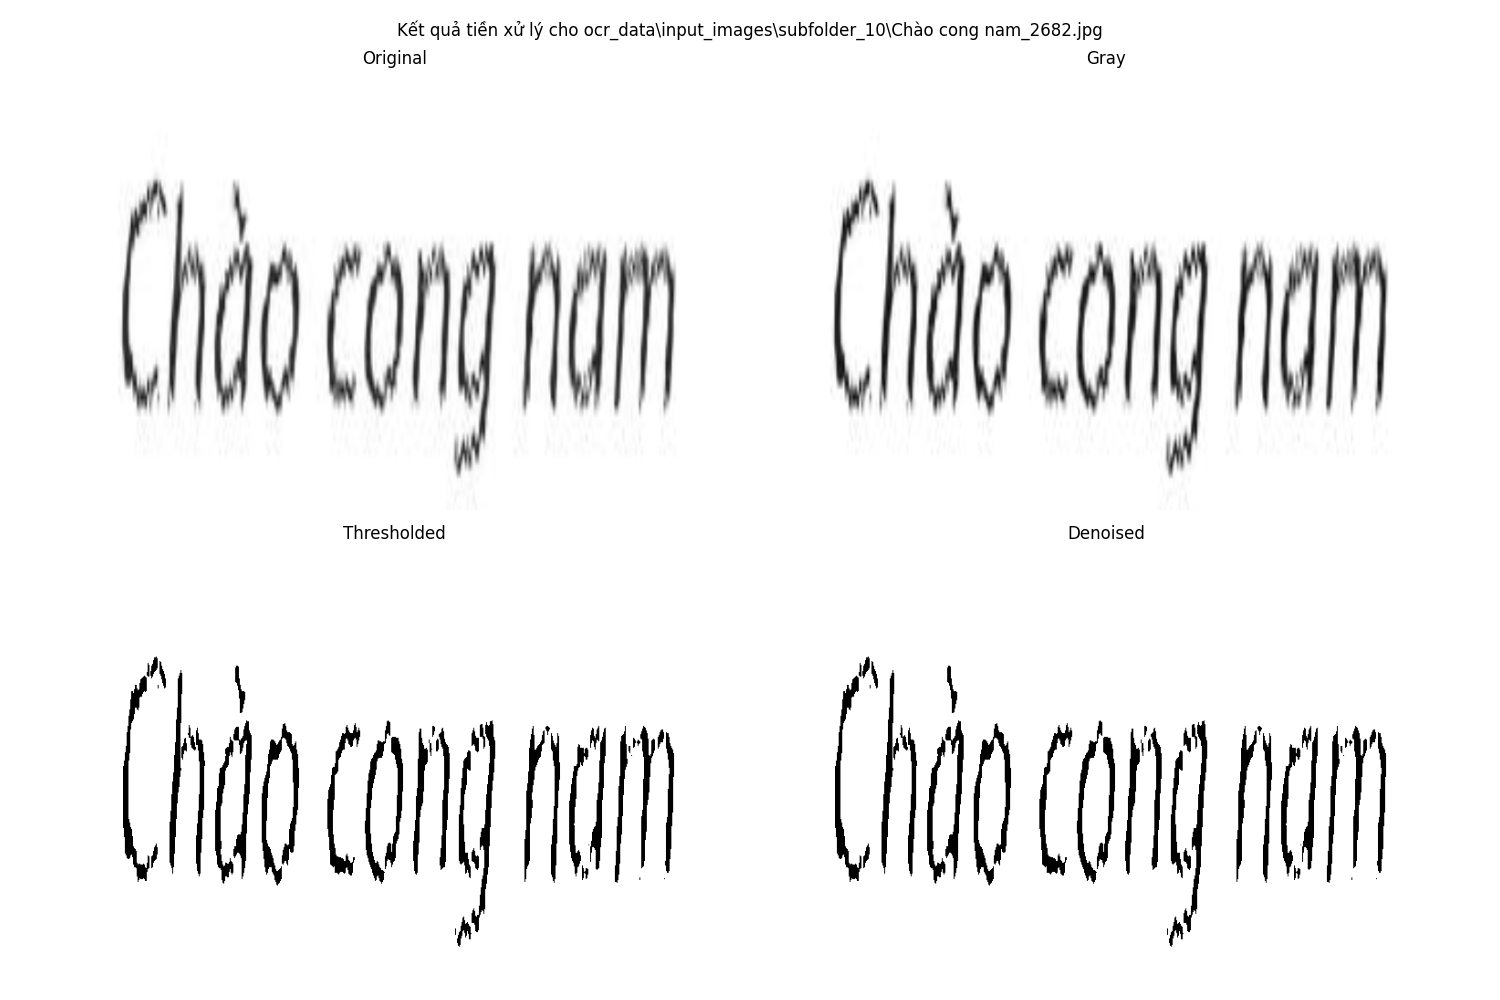 Kết quả tiền xử lý cho ocr_data\input_images\subfolder_10\Chào cong nam_2682.jpg
Original
Gray
Chào cong nam
Chào cong nam
Thresholded
Denoised
Chào cong nam
Chào cong nam